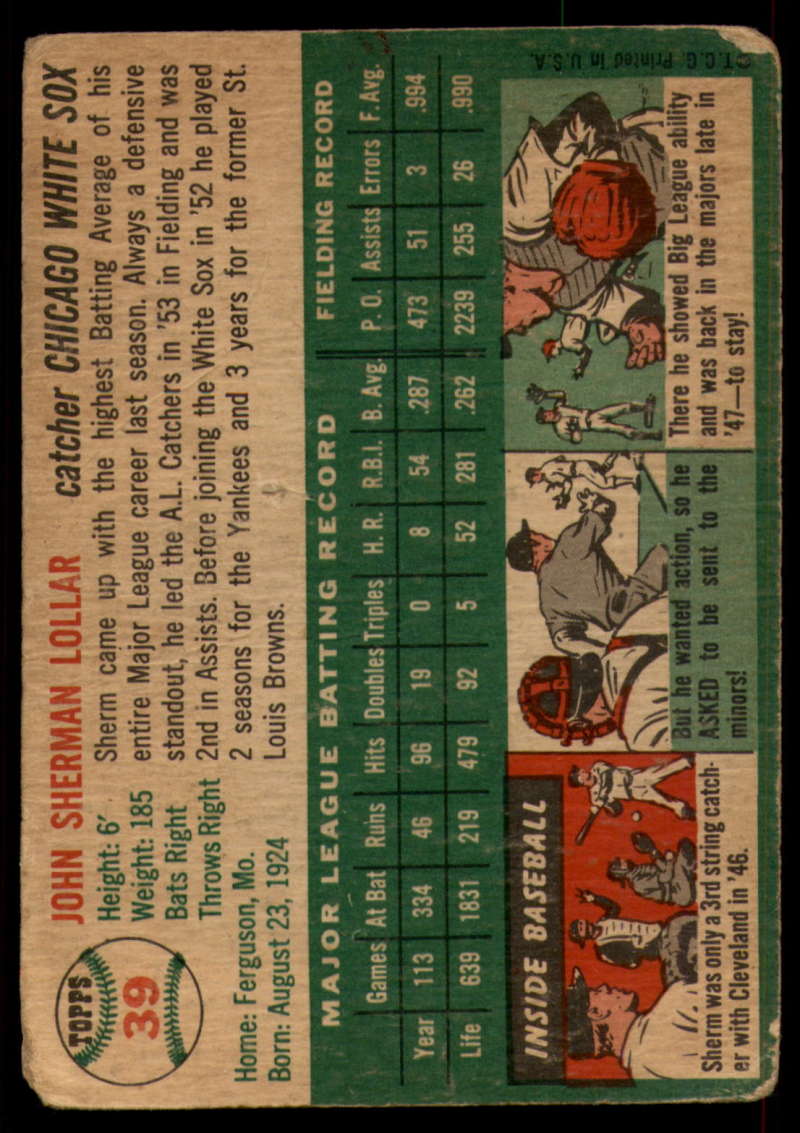 TOPPS
39
JOHN SHERMAN LOLLAR catcher CHICAGO WHITE SOX
Height: 6'
Weight: 185
Bats Right
Throws Right
Home: Ferguson, Mo.
Born: August 23, 1924
Sherm came up with the highest Batting Average of his
entire Major League career last season. Always a defensive
standout, he led the A.L. Catchers in '53 in Fielding and was
2nd in Assists. Before joining the White Sox in '52 he played
2 seasons for the Yankees and 3 years for the former St.
Louis Browns.
MAJOR LEAGUE BATTING RECORD FIELDING RECORD
Games At Bat Runs Hits Doubles Triples H. R. R.B.I. B. Avg. P. O. Assists Errors F. Avg.
Year 113 334 46 96 19 0 8 54 .287 473 51 3 .994
Life 639 1831 219 479 92 5 52 281 .262 2239 255 26 .990
INSIDE BASEBALL
Sherm was only a 3rd string catch-
er with Cleveland in '46.
But he wanted action, so he
ASKED to be sent to the
minors!
There he showed Big League ability
and was back in the majors late in
'47—to stay!
©T.C.G. Printed in U.S.A.